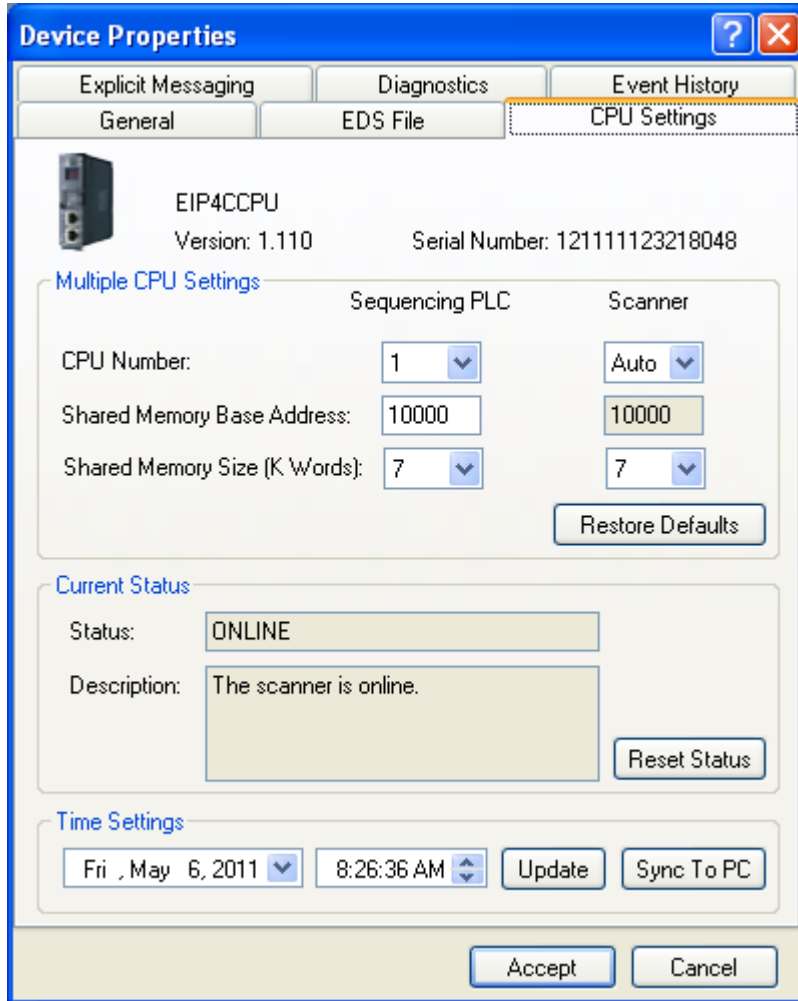 Device Properties
?
Explicit Messaging Diagnostics Event History
General EDS File CPU Settings
EIP4CCPU
Version: 1.110 Serial Number: 121111123218048
Multiple CPU Settings
Sequencing PLC Scanner
CPU Number: 1 Auto
Shared Memory Base Address: 10000 10000
Shared Memory Size (K Words): 7 7
Restore Defaults
Current Status
Status: ONLINE
Description: The scanner is online.
Reset Status
Time Settings
Fri , May 6, 2011 8:26:36 AM Update Sync To PC
Accept Cancel